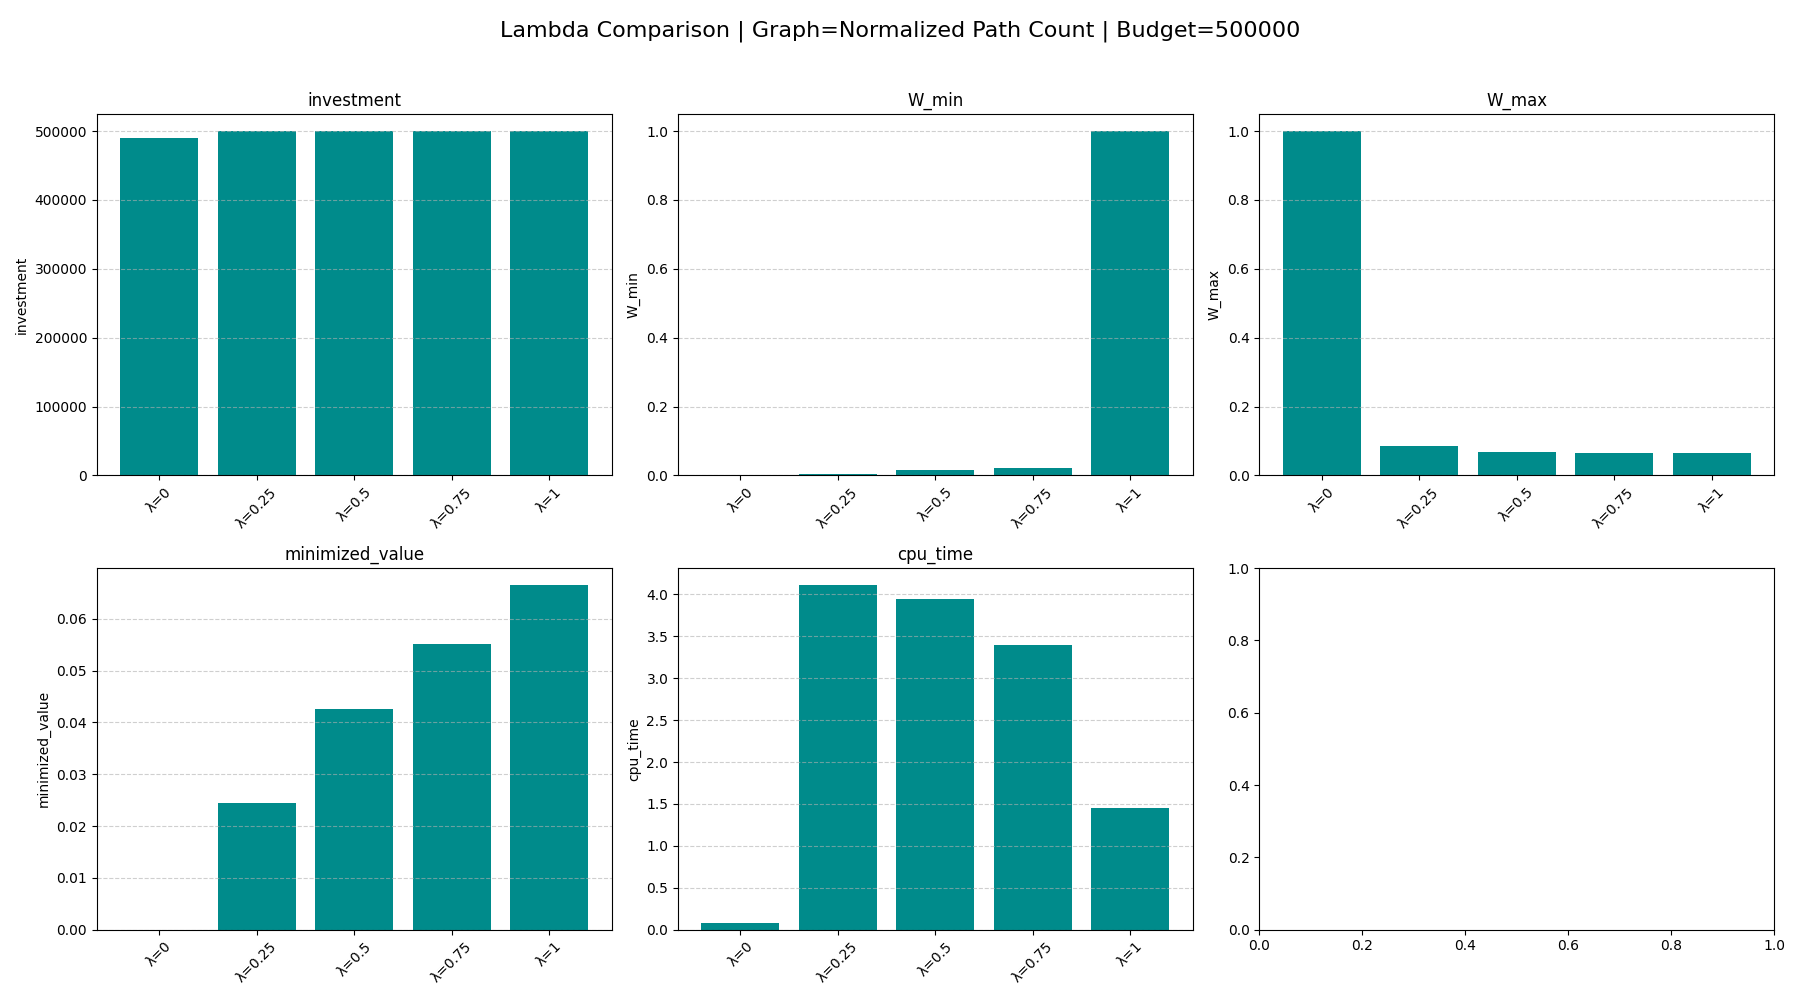 Lambda Comparison | Graph=Normalized Path Count | Budget=500000
investment
investment
500000
400000
300000
200000
100000
0
λ=0
λ=0.25
λ=0.5
λ=0.75
λ=1
W_min
W_min
1.0
0.8
0.6
0.4
0.2
0.0
λ=0
λ=0.25
λ=0.5
λ=0.75
λ=1
W_max
W_max
1.0
0.8
0.6
0.4
0.2
0.0
λ=0
λ=0.25
λ=0.5
λ=0.75
λ=1
minimized_value
minimized_value
0.06
0.05
0.04
0.03
0.02
0.01
0.00
λ=0
λ=0.25
λ=0.5
λ=0.75
λ=1
cpu_time
cpu_time
4.0
3.5
3.0
2.5
2.0
1.5
1.0
0.5
0.0
λ=0
λ=0.25
λ=0.5
λ=0.75
λ=1
1.0
0.8
0.6
0.4
0.2
0.0
0.0
0.2
0.4
0.6
0.8
1.0